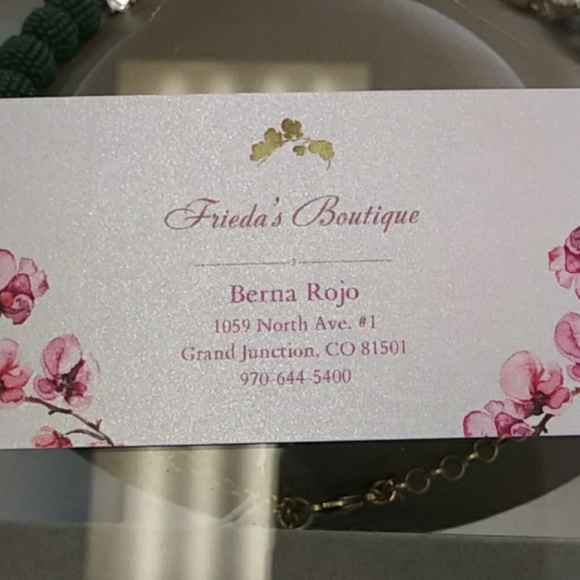 Frieda's Boutique
Berna Rojo
1059 North Ave. #1
Grand Junction, CO 81501
970-644-5400